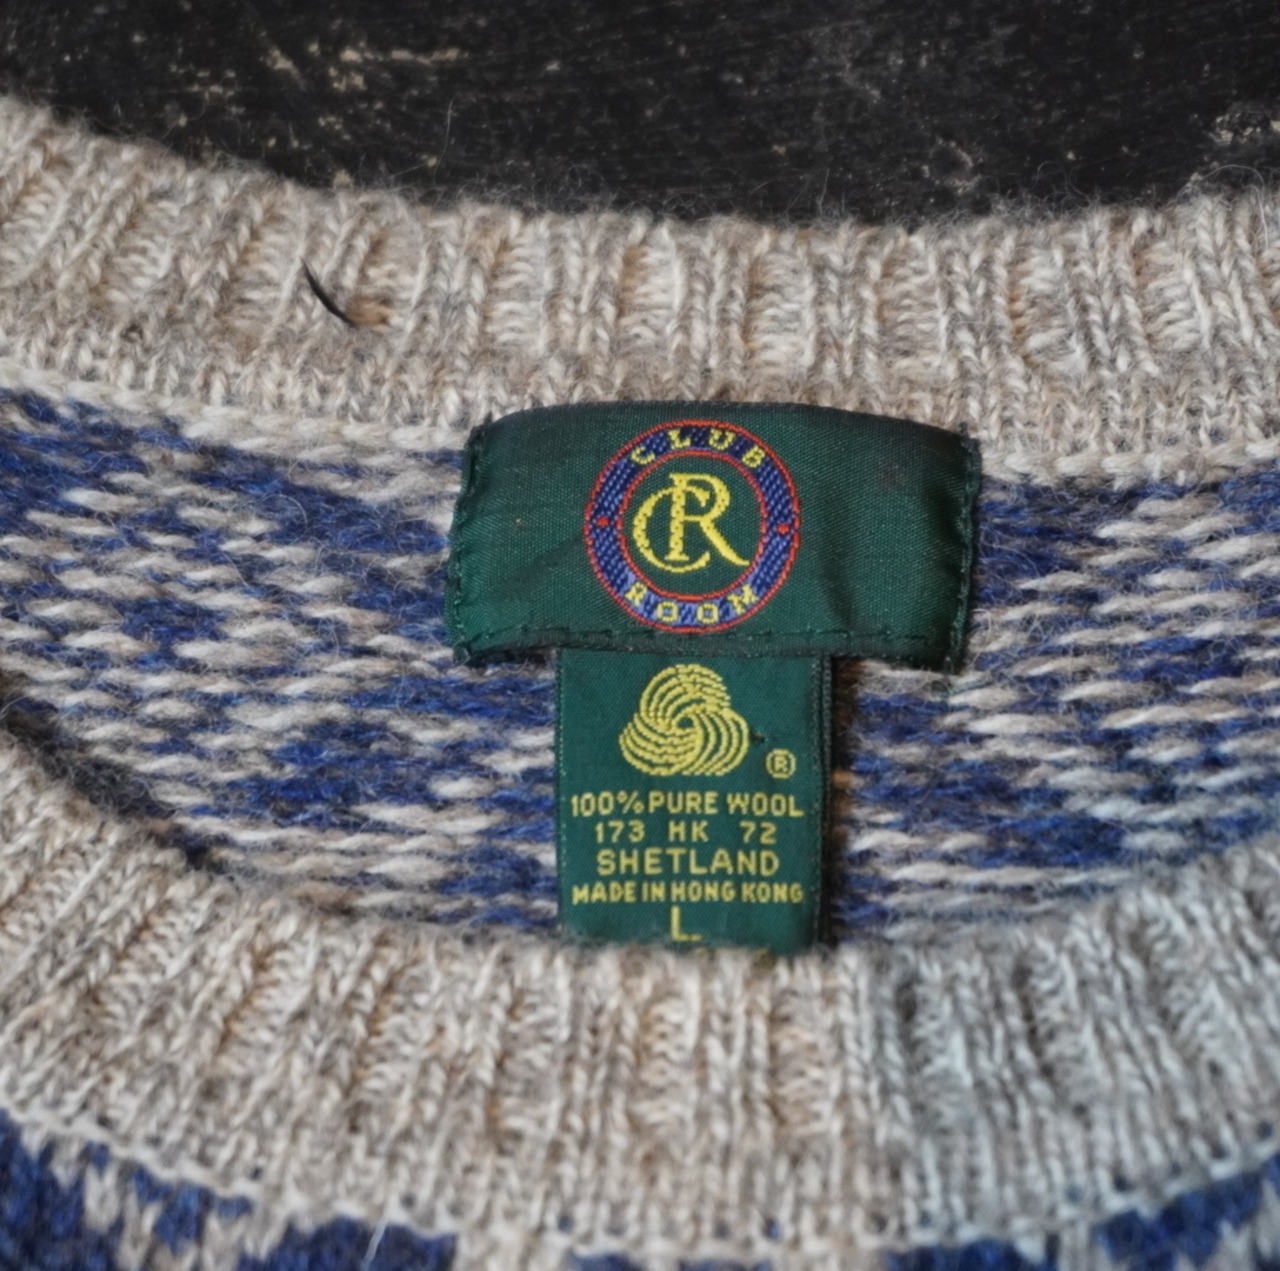 CLUB
CR
ROOM
®
100% PURE WOOL
173 HK 72
SHETLAND
MADE IN HONG KONG
L